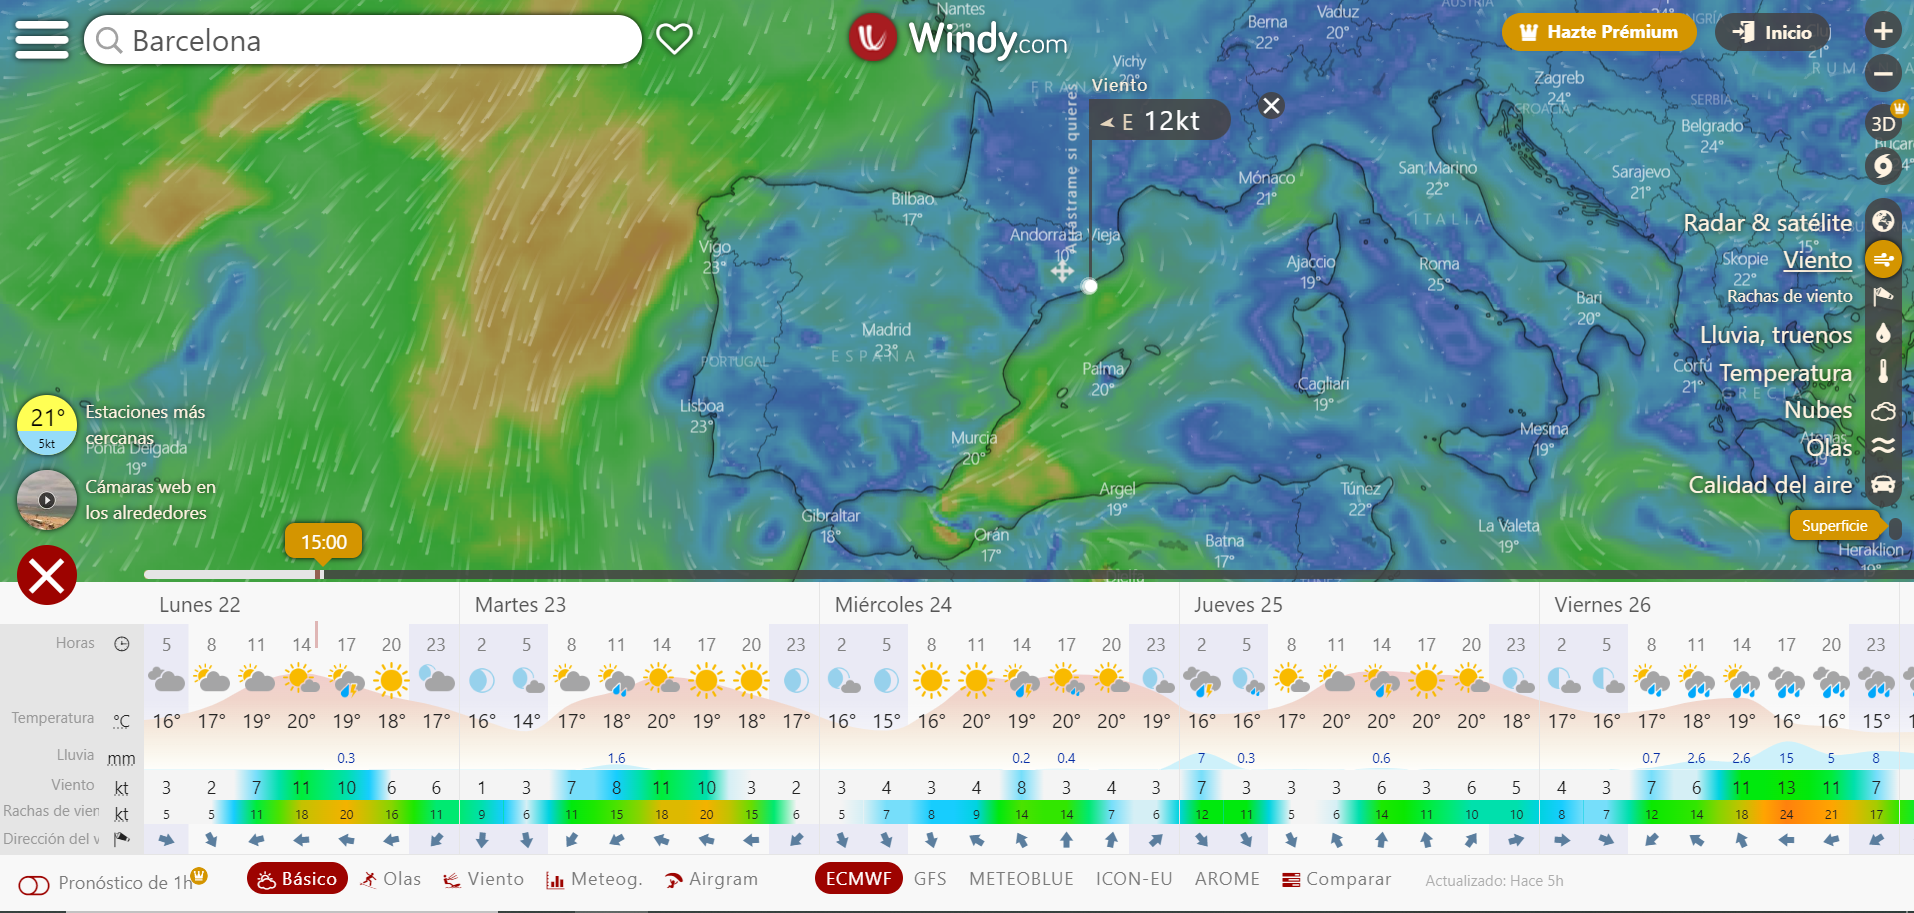 Barcelona
Windy.com
Hazte Prémium
Inicio
Nantes
21°
Berna
22°
Vaduz
20°
AUSTRIA
Vichy
20°
FRAN
Viento
E 12kt
Arrástrame si quieres
Zagreb
24°
CROACIA
SERBIA
Belgrado
24°
RUMA
3D
Bucar
Sarajevo
21°
San Marino
22°
Mónaco
21°
ITALIA
Bilbao
17°
Andorra la Vieja
10°
Vigo
23°
Ajaccio
19°
Roma
25°
Bari
20°
Skopie
22°
15°
Radar & satélite
Viento
Rachas de viento
Lluvia, truenos
Temperatura
Nubes
Olas
Calidad del aire
Superficie
Madrid
23°
ESPAÑA
PORTUGAL
Palma
20°
Cagliari
19°
Corfú
21°
GRECIA
Atenas
19°
Lisboa
23°
Murcia
20°
Mesina
19°
Argel
19°
Túnez
22°
La Valeta
19°
Gibraltar
18°
Orán
17°
Batna
17°
Heraklion
19°
21°
5kt
Estaciones más
cercanas
Ponta Delgada
19°
Cámaras web en
los alrededores
15:00
Lunes 22 Martes 23 Miércoles 24 Jueves 25 Viernes 26
Horas 5 8 11 14 17 20 23 2 5 8 11 14 17 20 23 2 5 8 11 14 17 20 23 2 5 8 11 14 17 20 23 2 5 8 11 14 17 20 23
Temperatura °C 16° 17° 19° 20° 19° 18° 17° 16° 14° 17° 18° 20° 19° 18° 17° 16° 15° 16° 20° 19° 20° 20° 19° 16° 16° 17° 20° 20° 20° 20° 18° 17° 16° 17° 18° 19° 16° 16° 15°
Lluvia mm 0.3 1.6 0.2 0.4 7 0.3 0.6 0.7 2.6 2.6 15 5 8
Viento kt 3 2 7 11 10 6 6 1 3 7 8 11 10 3 2 3 4 3 4 8 3 4 3 7 3 3 3 6 3 6 5 4 3 7 6 11 13 11 7
Rachas de vien kt 5 5 11 18 20 16 11 9 6 11 15 18 20 15 6 5 7 8 9 14 14 7 6 12 11 5 6 14 11 10 10 8 7 12 14 18 24 21 17
Dirección del v
Pronóstico de 1h
Básico Olas Viento Meteog. Airgram
ECMWF GFS METEOBLUE ICON-EU AROME Comparar
Actualizado: Hace 5h